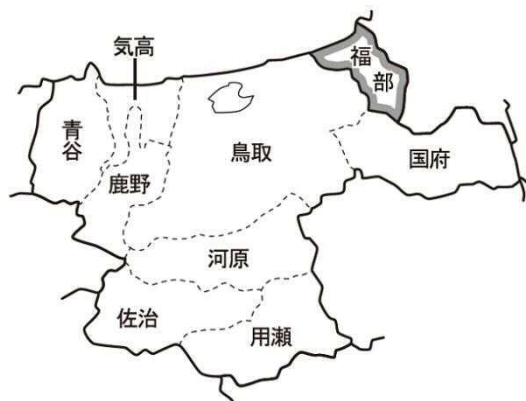 気高
福部
青谷
鳥取
国府
鹿野
河原
佐治
用瀬